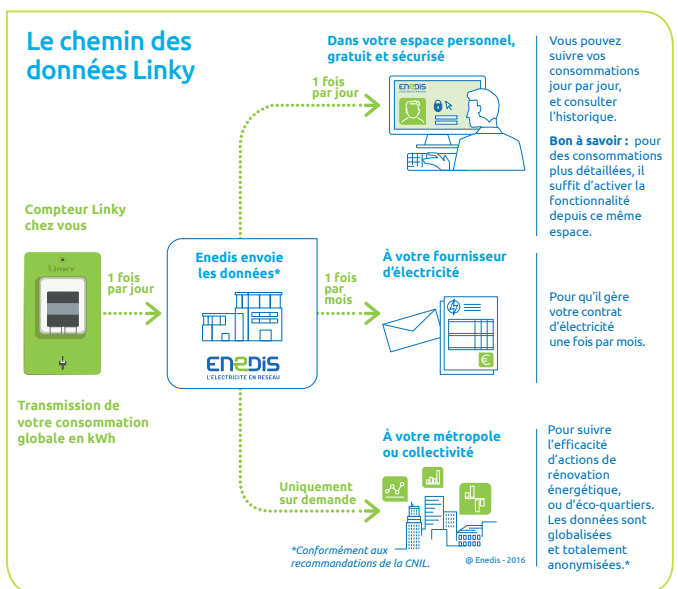 Le chemin des
données Linky
Dans votre espace personnel,
gratuit et sécurisé
1 fois
par jour
ENEDIS
Vous pouvez
suivre vos
consommations
jour par jour,
et consulter
l'historique.
Bon à savoir : pour
des consommations
plus détaillées, il
suffit d'activer la
fonctionnalité
depuis ce même
espace.
Compteur Linky
chez vous
Linky
1 fois
par jour
Transmission de
votre consommation
globale en kWh
Enedis envoie
les données*
ENEDIS
L'ELECTRICITE EN RESEAU
1 fois
par
mois
À votre fournisseur
d'électricité
€
Pour qu'il gère
votre contrat
d'électricité
une fois par mois.
Uniquement
sur demande
À votre métropole
ou collectivité
Pour suivre
l'efficacité
d'actions de
rénovation
énergétique,
ou d'éco-quartiers.
Les données sont
globalisées
et totalement
anonymisées.*
*Conformément aux
recommandations de la CNIL.
@ Enedis - 2016